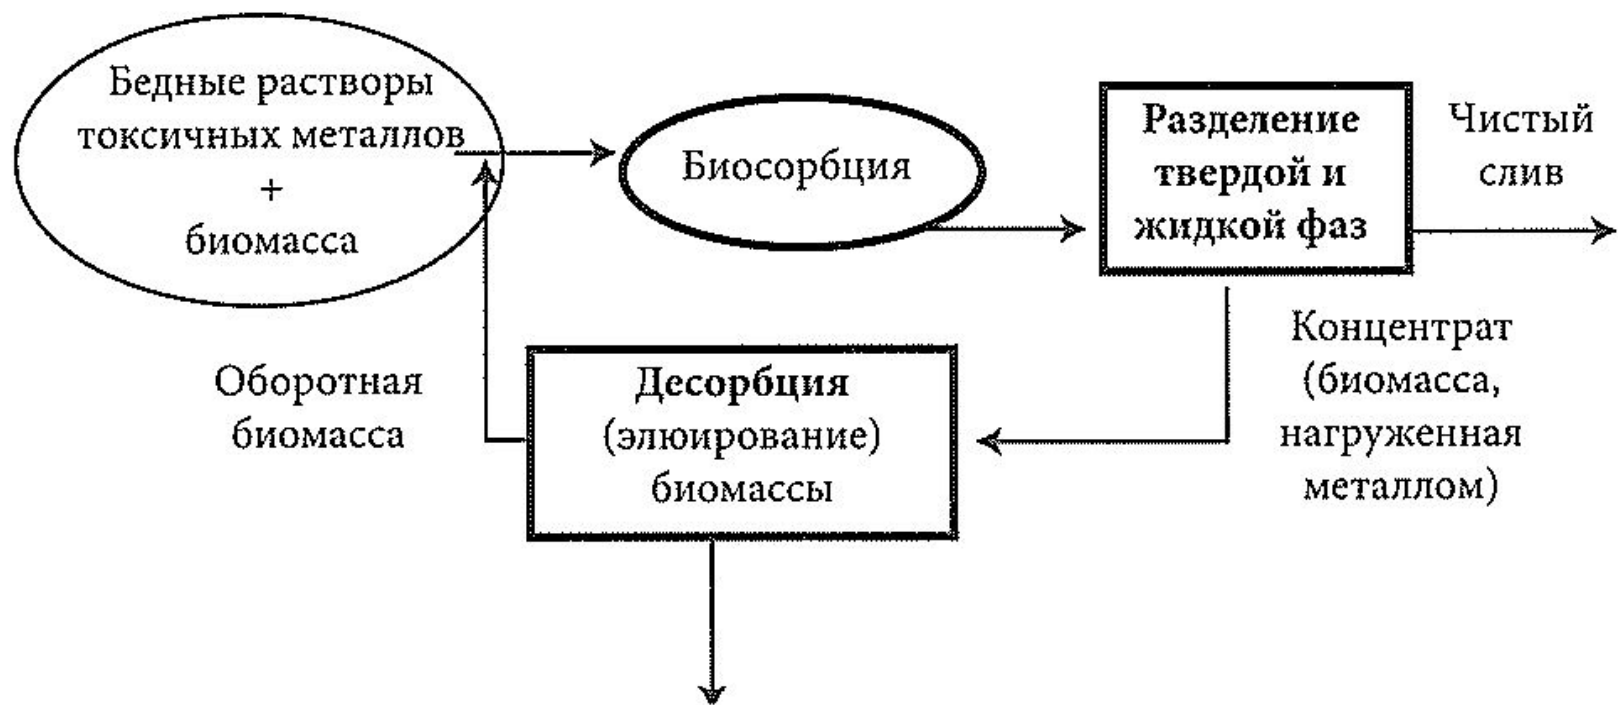 Бедные растворы
токсичных металлов
+
биомасса
Биосорбция
Разделение
твердой и
жидкой фаз
Чистый
слив
Концентрат
(биомасса,
нагруженная
металлом)
Десорбция
(элюирование)
биомассы
Оборотная
биомасса